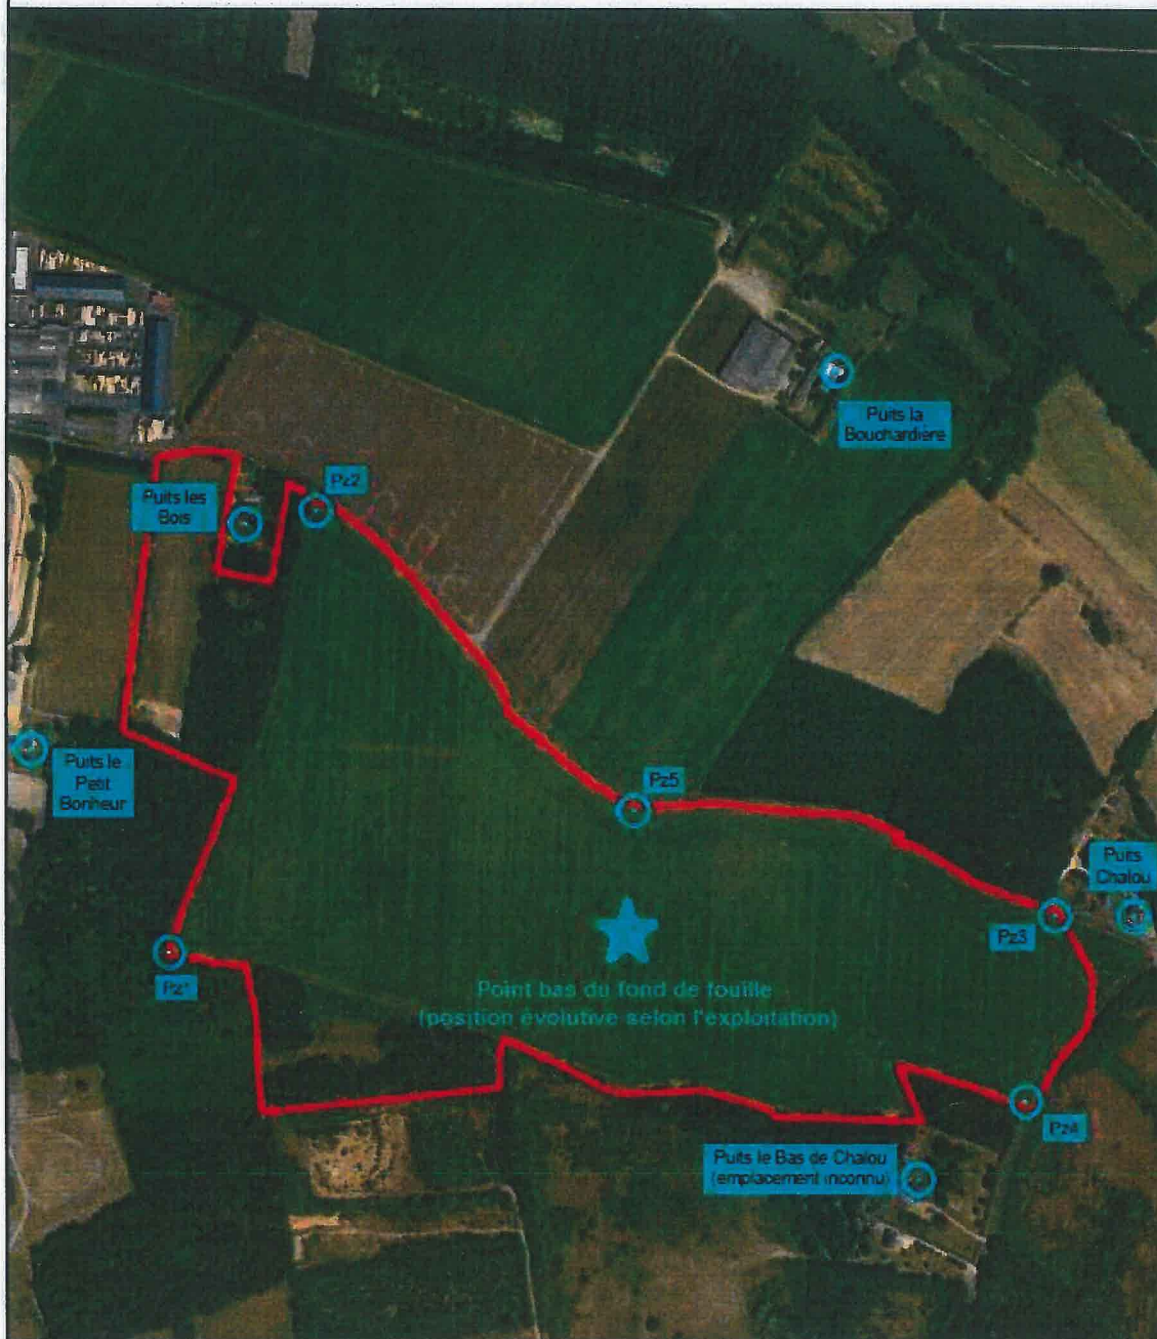 Puits la
Bouchardière
Pz2
Puits les
Bois
Puits le
Petit
Bonheur
Pz5
Puits
Chalou
Pz3
Pz1
Point bas du fond de fouille
(position évolutive selon l'exploitation)
Pz4
Puits le Bas de Chalou
(emplacement inconnu)